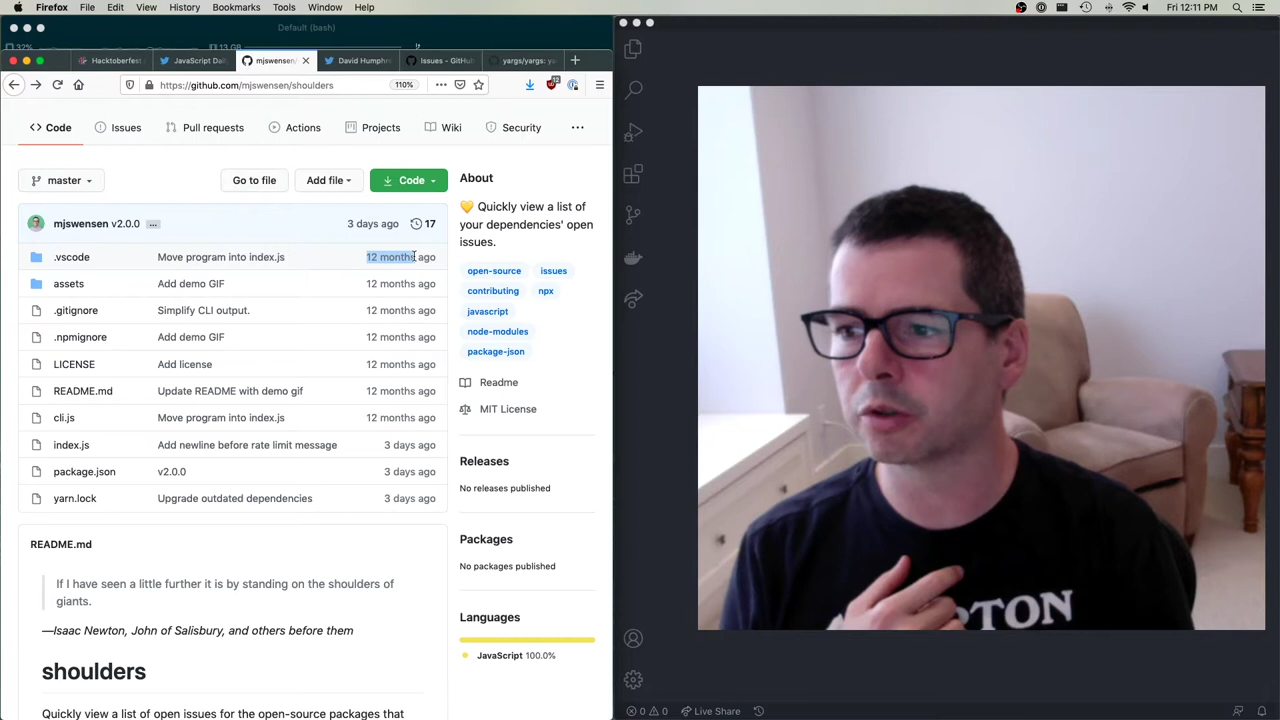 Firefox File Edit View History Bookmarks Tools Window Help
Fri 12:11 PM
Default (bash)
32%
13 GB
Hacktoberfest
JavaScript Dai
mjswensen/
David Humphr
Issues - GitHub
yargs/yargs: y
https://github.com/mjswensen/shoulders
110%
12
Code Issues Pull requests Actions Projects Wiki Security
master
Go to file
Add file
Code
mjswensen v2.0.0
3 days ago
17
.vscode Move program into index.js 12 months ago
assets Add demo GIF 12 months ago
.gitignore Simplify CLI output. 12 months ago
.npmignore Add demo GIF 12 months ago
LICENSE Add license 12 months ago
README.md Update README with demo gif 12 months ago
cli.js Move program into index.js 12 months ago
index.js Add newline before rate limit message 3 days ago
package.json v2.0.0 3 days ago
yarn.lock Upgrade outdated dependencies 3 days ago
README.md
If I have seen a little further it is by standing on the shoulders of
giants.
—Isaac Newton, John of Salisbury, and others before them
shoulders
Quickly view a list of open issues for the open-source packages that
About
💛 Quickly view a list of
your dependencies' open
issues.
open-source issues
contributing npx
javascript
node-modules
package-json
Readme
MIT License
Releases
No releases published
Packages
No packages published
Languages
JavaScript 100.0%
PTON
0 0 Live Share